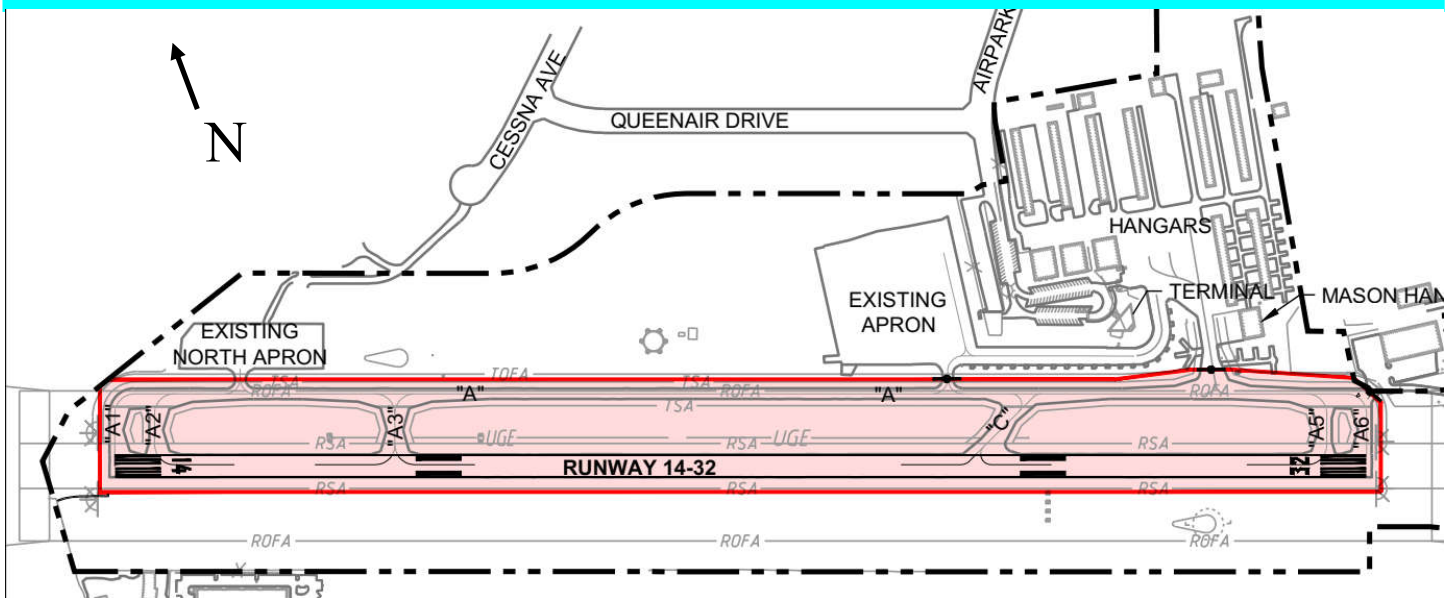 N
CESSNA AVE
QUEENAIR DRIVE
AIRPARK
HANGARS
TERMINAL
MASON HAN
EXISTING
APRON
EXISTING
NORTH APRON
TSA
TOFA
TSA
ROFA
"A"
ROFA
"A"
ROFA
TSA
"A1"
"A2"
"A3"
"C"
"A5"
"A6"
RSA
UGE
RSA
UGE
RSA
14
RUNWAY 14-32
32
RSA
RSA
RSA
ROFA
ROFA
ROFA